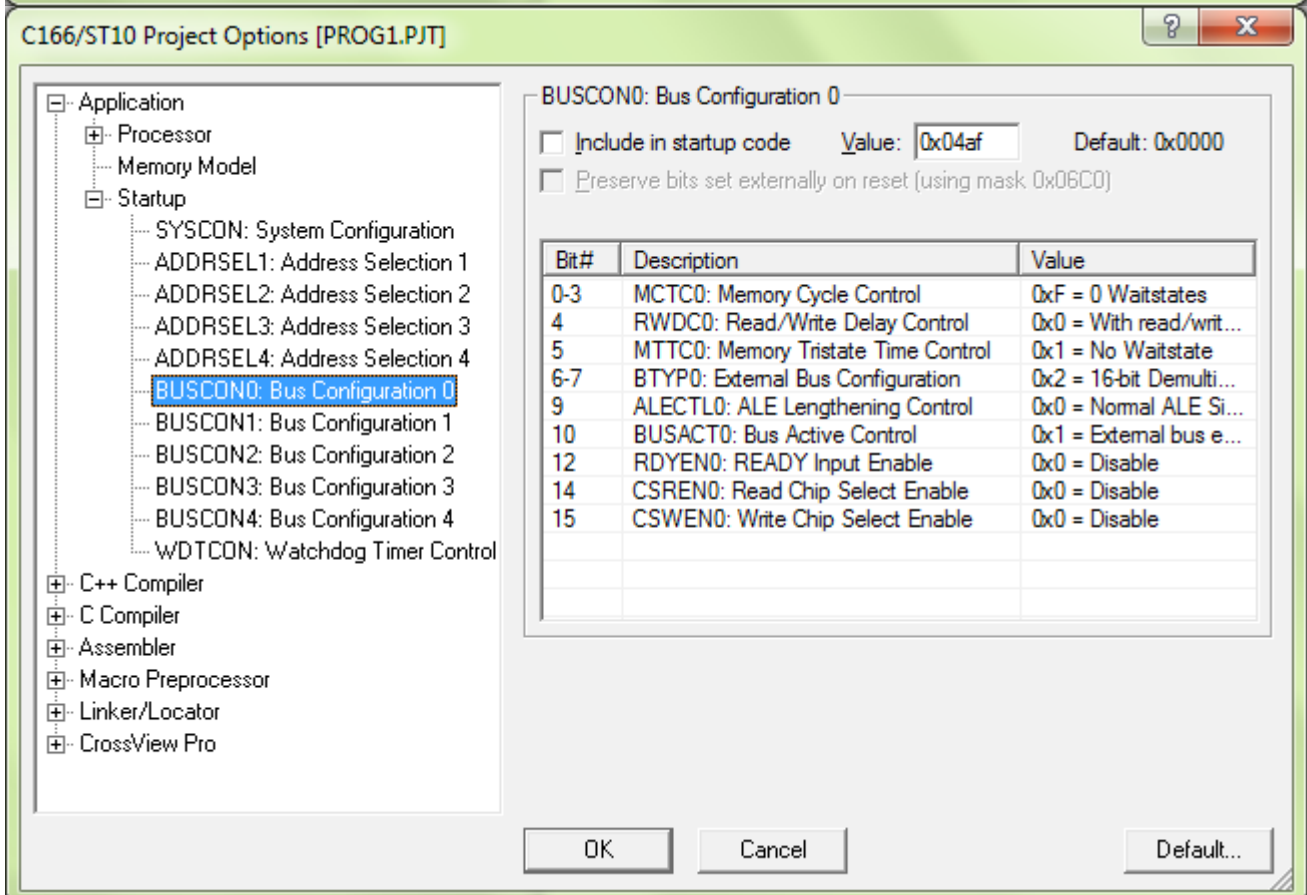 C166/ST10 Project Options [PROG1.PJT]
Application
Processor
Memory Model
Startup
SYSCON: System Configuration
ADDRSEL1: Address Selection 1
ADDRSEL2: Address Selection 2
ADDRSEL3: Address Selection 3
ADDRSEL4: Address Selection 4
BUSCON0: Bus Configuration 0
BUSCON1: Bus Configuration 1
BUSCON2: Bus Configuration 2
BUSCON3: Bus Configuration 3
BUSCON4: Bus Configuration 4
WDTCON: Watchdog Timer Control
C++ Compiler
C Compiler
Assembler
Macro Preprocessor
Linker/Locator
CrossView Pro
BUSCON0: Bus Configuration 0
Include in startup code Value: 0x04af Default: 0x0000
Preserve bits set externally on reset (using mask 0x06C0)
Bit# Description Value
0-3 MCTC0: Memory Cycle Control 0xF = 0 Waitstates
4 RWDC0: Read/Write Delay Control 0x0 = With read/writ...
5 MTTC0: Memory Tristate Time Control 0x1 = No Waitstate
6-7 BTYP0: External Bus Configuration 0x2 = 16-bit Demulti...
9 ALECTL0: ALE Lengthening Control 0x0 = Normal ALE Si...
10 BUSACT0: Bus Active Control 0x1 = External bus e...
12 RDYEN0: READY Input Enable 0x0 = Disable
14 CSREN0: Read Chip Select Enable 0x0 = Disable
15 CSWEN0: Write Chip Select Enable 0x0 = Disable
OK Cancel Default...